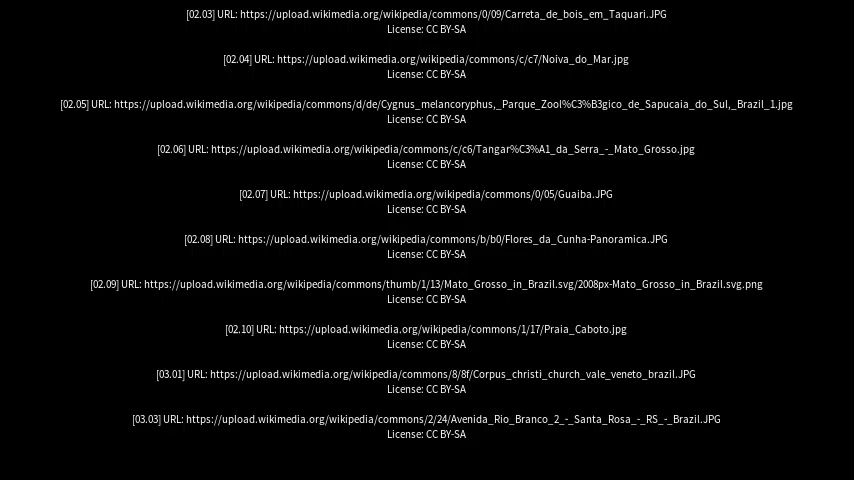 [02.03] URL: https://upload.wikimedia.org/wikipedia/commons/0/09/Carreta_de_bois_em_Taquari.JPG
License: CC BY-SA
[02.04] URL: https://upload.wikimedia.org/wikipedia/commons/c/c7/Noiva_do_Mar.jpg
License: CC BY-SA
[02.05] URL: https://upload.wikimedia.org/wikipedia/commons/d/de/Cygnus_melancoryphus,_Parque_Zool%C3%B3gico_de_Sapucaia_do_Sul,_Brazil_1.jpg
License: CC BY-SA
[02.06] URL: https://upload.wikimedia.org/wikipedia/commons/c/c6/Tangar%C3%A1_da_Serra_-_Mato_Grosso.jpg
License: CC BY-SA
[02.07] URL: https://upload.wikimedia.org/wikipedia/commons/0/05/Guaiba.JPG
License: CC BY-SA
[02.08] URL: https://upload.wikimedia.org/wikipedia/commons/b/b0/Flores_da_Cunha-Panoramica.JPG
License: CC BY-SA
[02.09] URL: https://upload.wikimedia.org/wikipedia/commons/thumb/1/13/Mato_Grosso_in_Brazil.svg/2008px-Mato_Grosso_in_Brazil.svg.png
License: CC BY-SA
[02.10] URL: https://upload.wikimedia.org/wikipedia/commons/1/17/Praia_Caboto.jpg
License: CC BY-SA
[03.01] URL: https://upload.wikimedia.org/wikipedia/commons/8/8f/Corpus_christi_church_vale_veneto_brazil.JPG
License: CC BY-SA
[03.03] URL: https://upload.wikimedia.org/wikipedia/commons/2/24/Avenida_Rio_Branco_2_-_Santa_Rosa_-_RS_-_Brazil.JPG
License: CC BY-SA